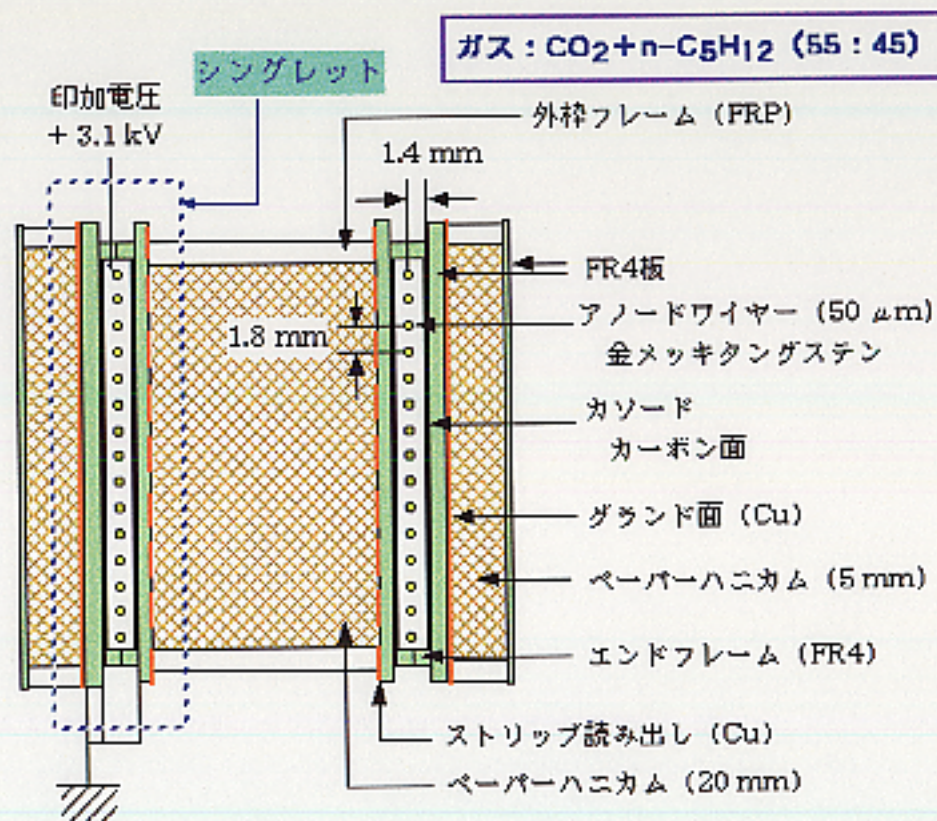 ガス：CO2+n-C5H12（55：45）
シングレット
印加電圧
+ 3.1 kV
外枠フレーム（FRP）
1.4 mm
FR4板
アノードワイヤー（50 μm）
金メッキタングステン
1.8 mm
カソード
カーボン面
グランド面（Cu）
ペーパーハニカム（5 mm）
エンドフレーム（FR4）
ストリップ読み出し（Cu）
ペーパーハニカム（20 mm）